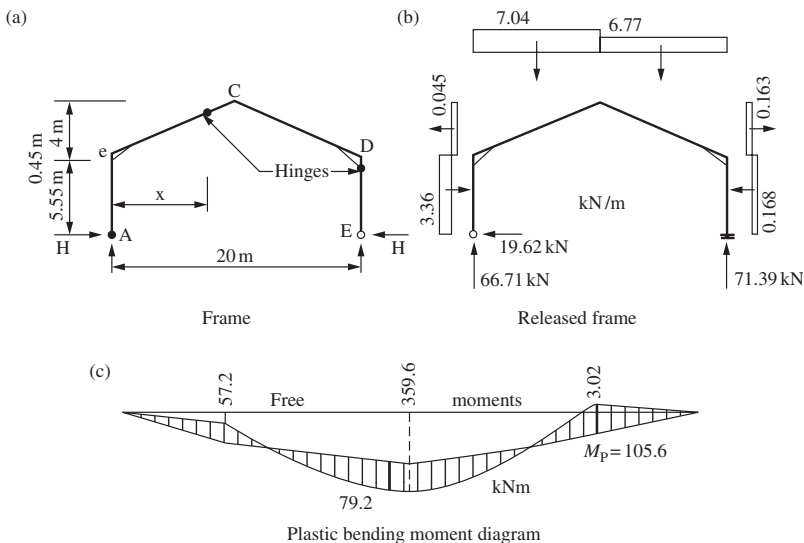 (a)
C
4 m
0.45 m
5.55 m
e
D
Hinges
x
A
E
H
H
20 m
Frame
(b)
7.04
6.77
0.045
0.163
3.36
0.168
kN/m
19.62 kN
66.71 kN
71.39 kN
Released frame
(c)
57.2
Free
359.6
moments
3.02
M_P = 105.6
kNm
79.2
Plastic bending moment diagram